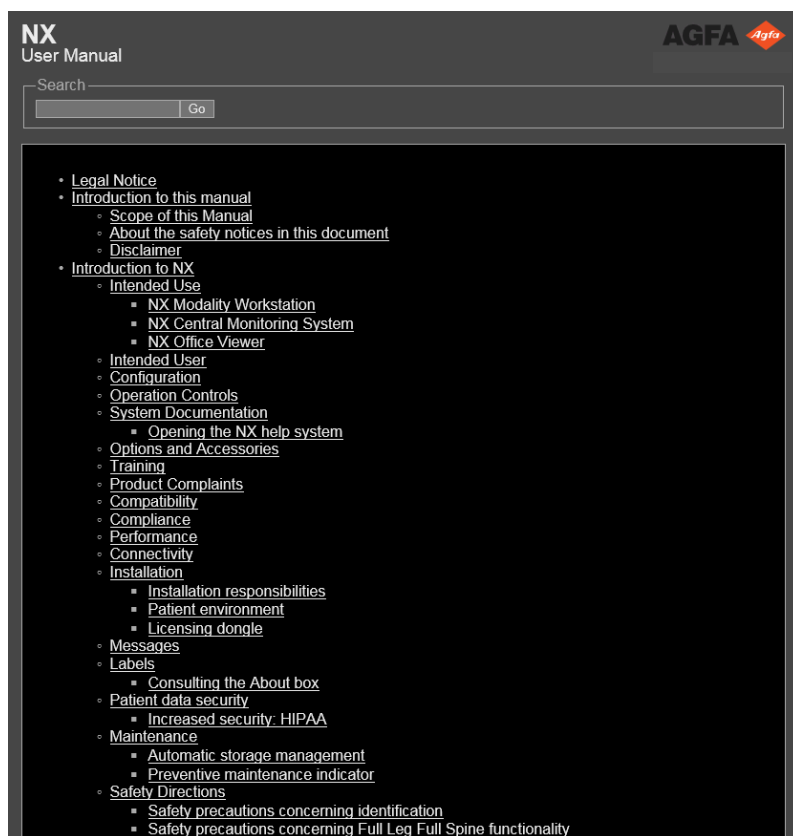 NX
AGFA Agfa
User Manual
Search
Go
• Legal Notice
• Introduction to this manual
◦ Scope of this Manual
◦ About the safety notices in this document
◦ Disclaimer
• Introduction to NX
◦ Intended Use
▪ NX Modality Workstation
▪ NX Central Monitoring System
▪ NX Office Viewer
◦ Intended User
◦ Configuration
◦ Operation Controls
◦ System Documentation
▪ Opening the NX help system
◦ Options and Accessories
◦ Training
◦ Product Complaints
◦ Compatibility
◦ Compliance
◦ Performance
◦ Connectivity
◦ Installation
▪ Installation responsibilities
▪ Patient environment
▪ Licensing dongle
◦ Messages
◦ Labels
▪ Consulting the About box
◦ Patient data security
▪ Increased security: HIPAA
◦ Maintenance
▪ Automatic storage management
▪ Preventive maintenance indicator
◦ Safety Directions
▪ Safety precautions concerning identification
▪ Safety precautions concerning Full Leg Full Spine functionality